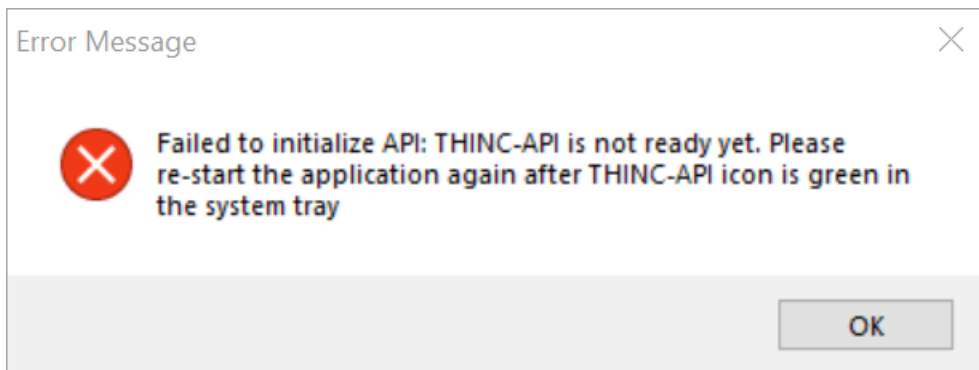 Error Message
Failed to initialize API: THINC-API is not ready yet. Please
re-start the application again after THINC-API icon is green in
the system tray
OK